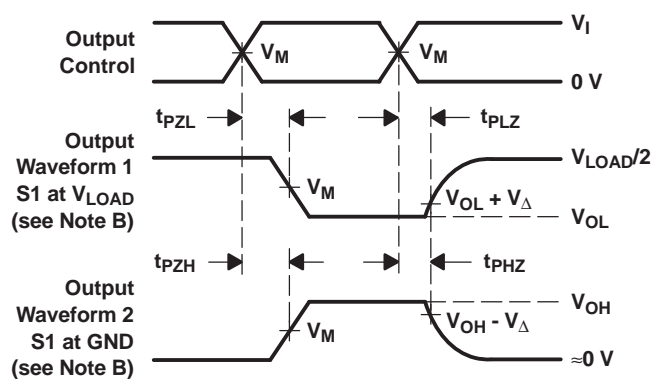 Output
Control
V_M
V_M
V_I
0 V
t_PZL
t_PLZ
Output
Waveform 1
S1 at V_LOAD
(see Note B)
V_M
V_OL + V_Δ
V_LOAD/2
V_OL
t_PZH
t_PHZ
Output
Waveform 2
S1 at GND
(see Note B)
V_M
V_OH - V_Δ
V_OH
≈0 V